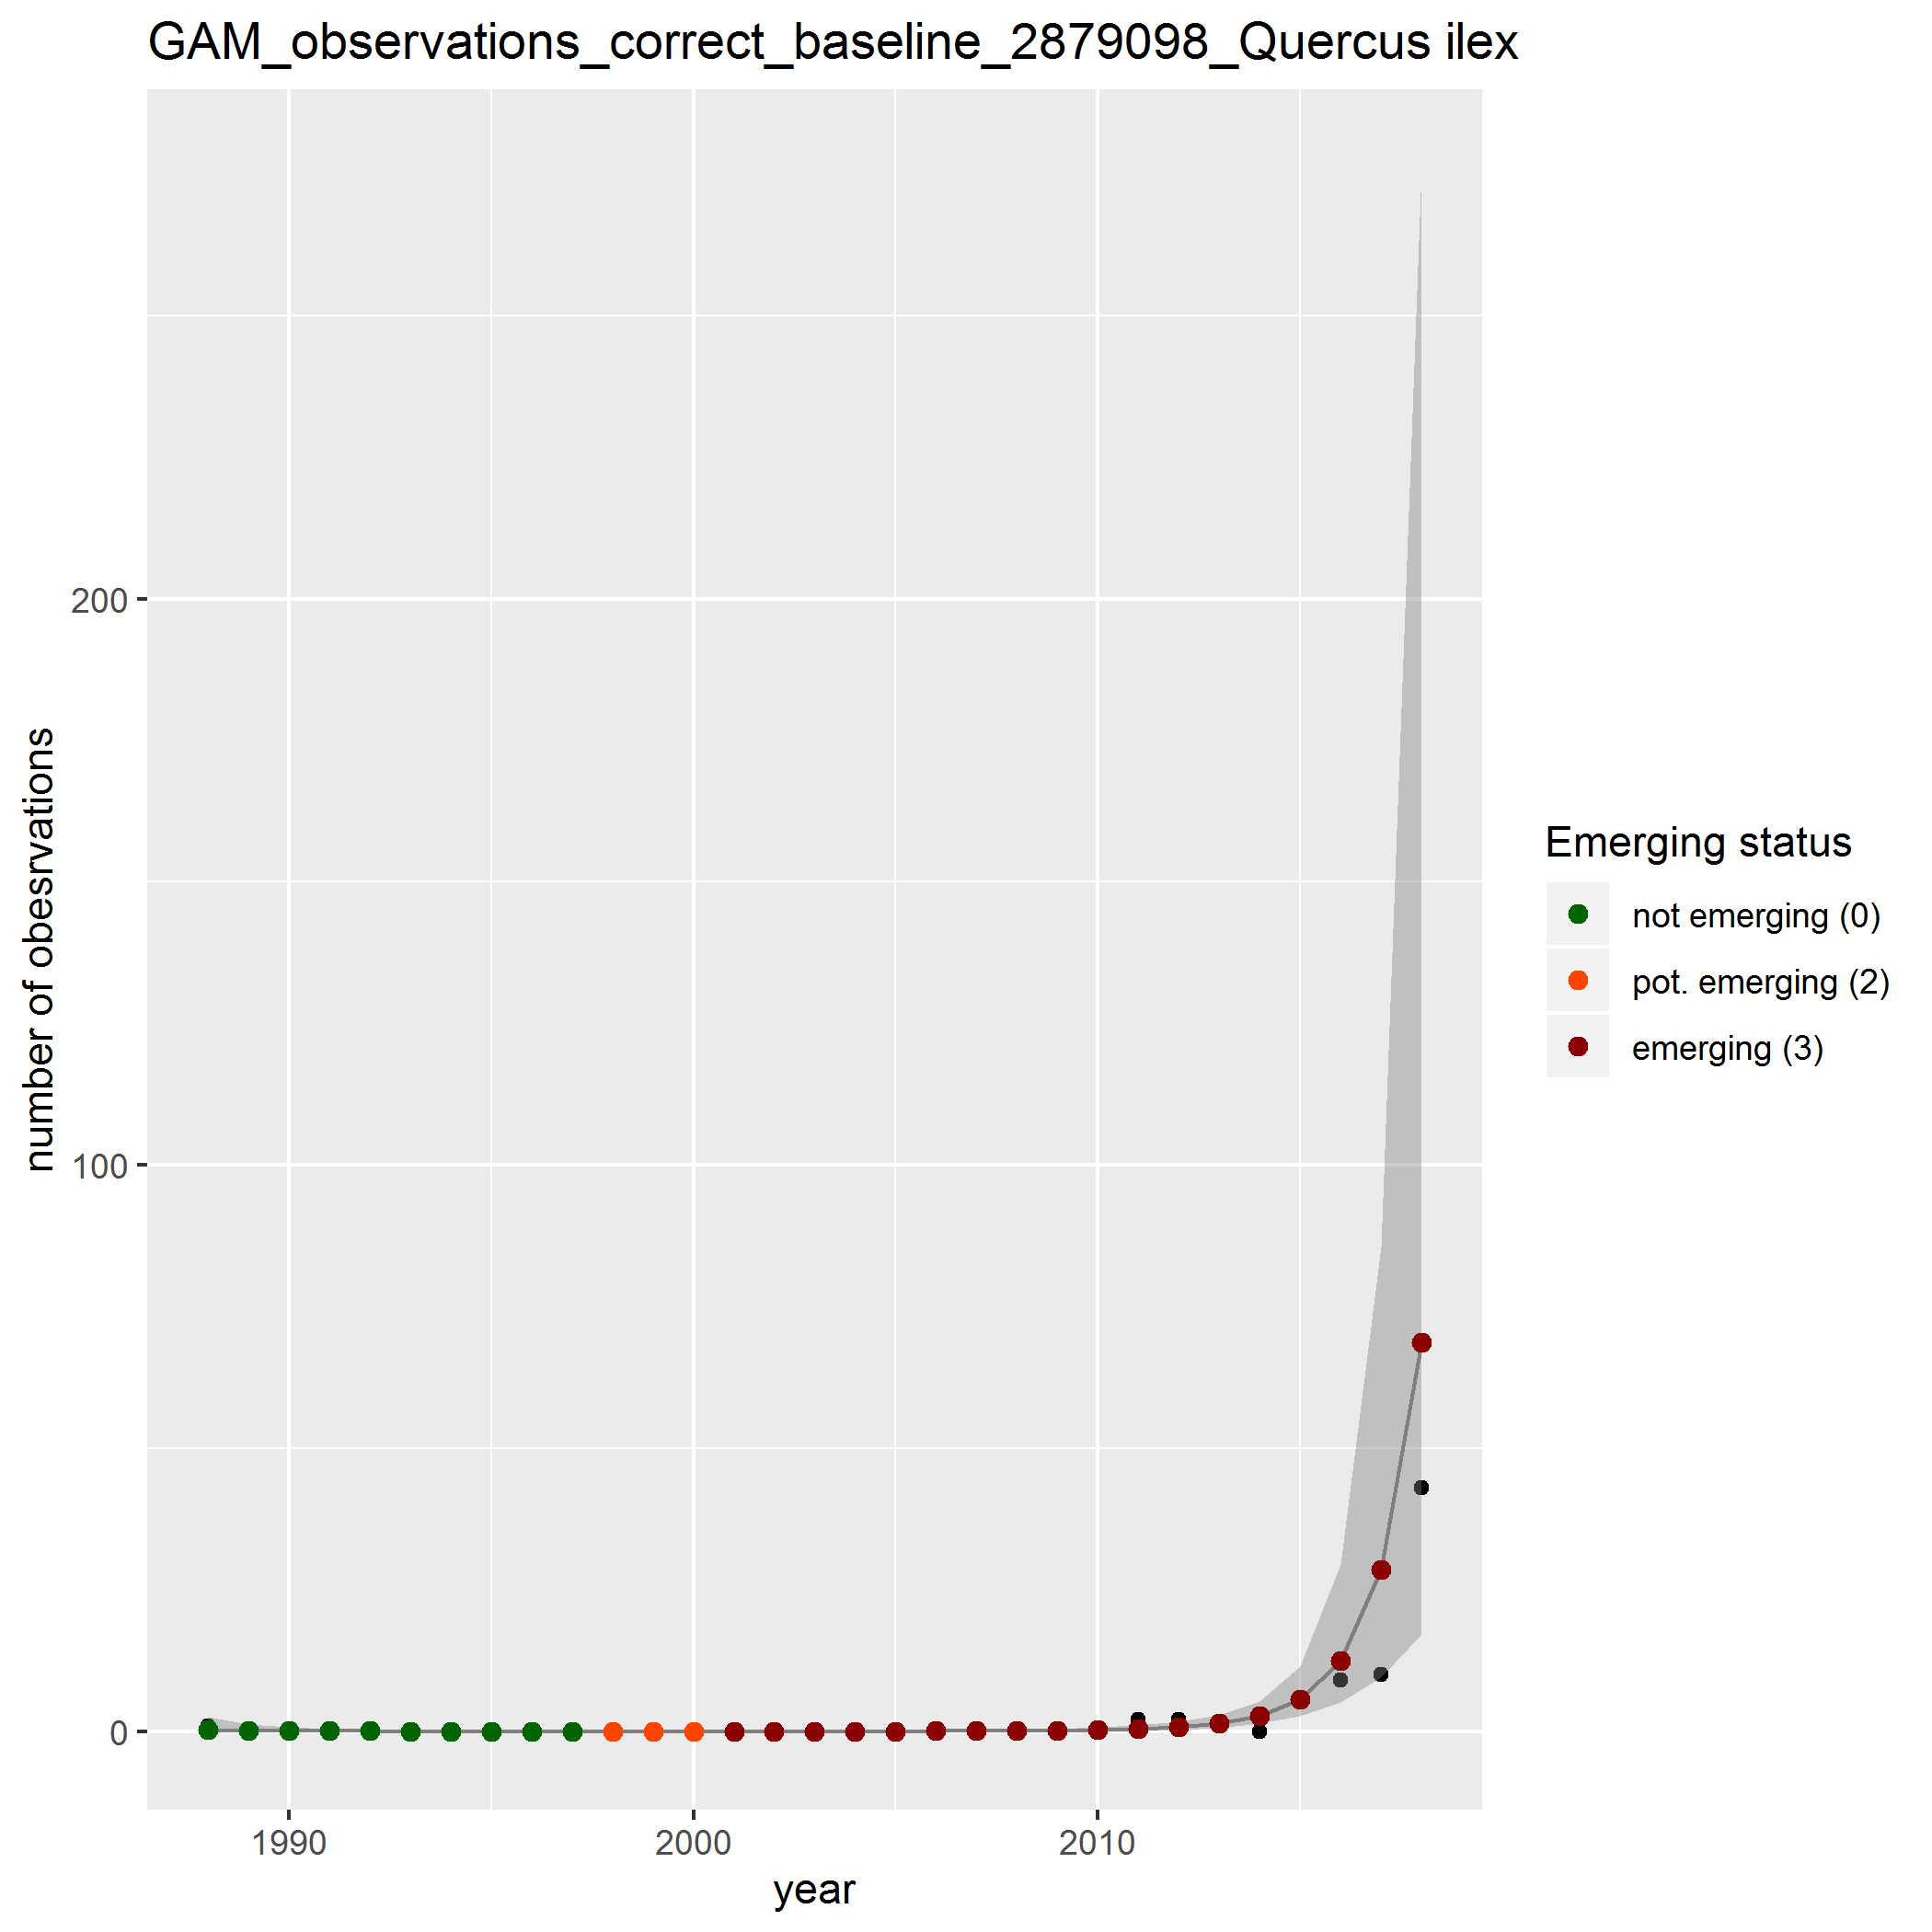 GAM_observations_correct_baseline_2879098_Quercus ilex
number of obesrvations
200
100
0
1990
2000
2010
year
Emerging status
not emerging (0)
pot. emerging (2)
emerging (3)